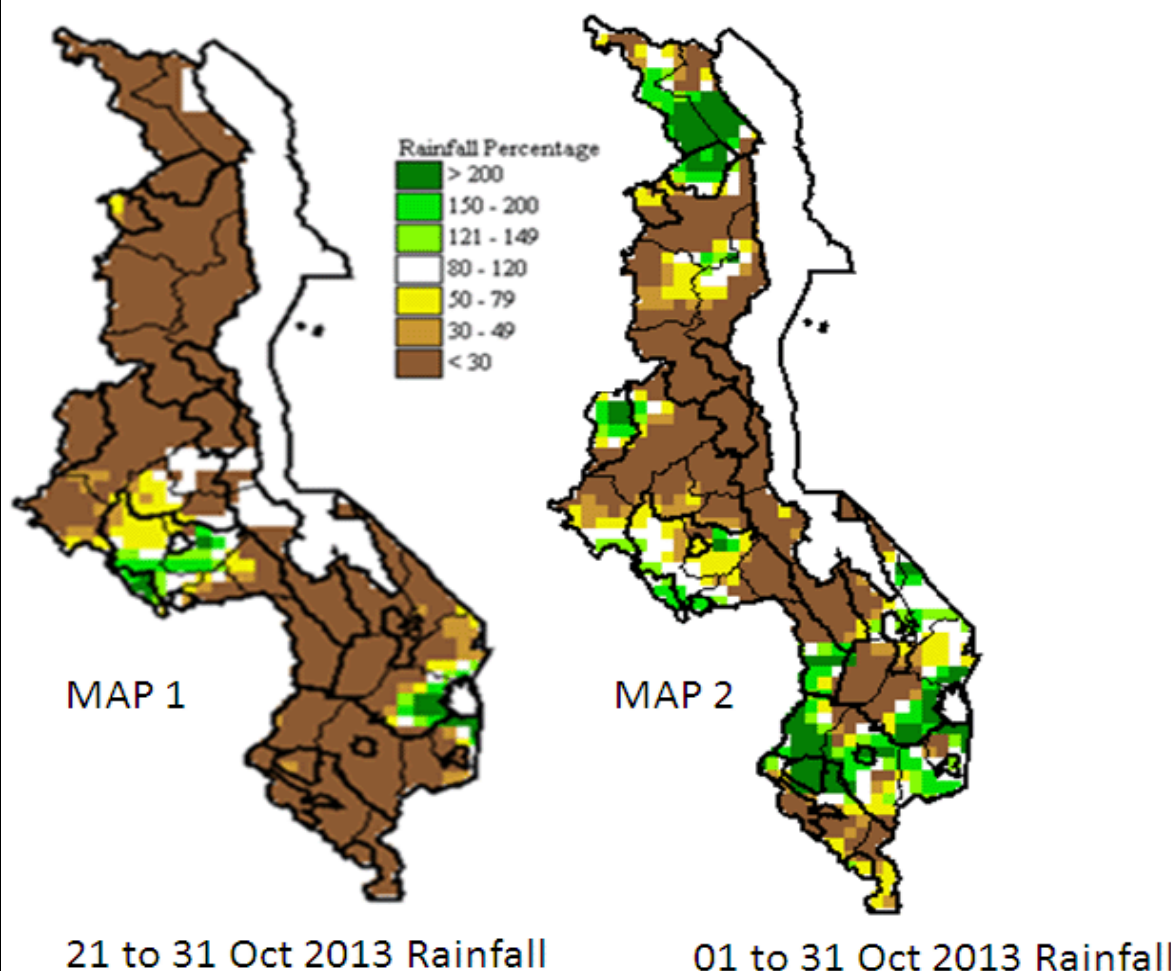 Rainfall Percentage
> 200
150 - 200
121 - 149
80 - 120
50 - 79
30 - 49
< 30
MAP 1
MAP 2
21 to 31 Oct 2013 Rainfall
01 to 31 Oct 2013 Rainfall